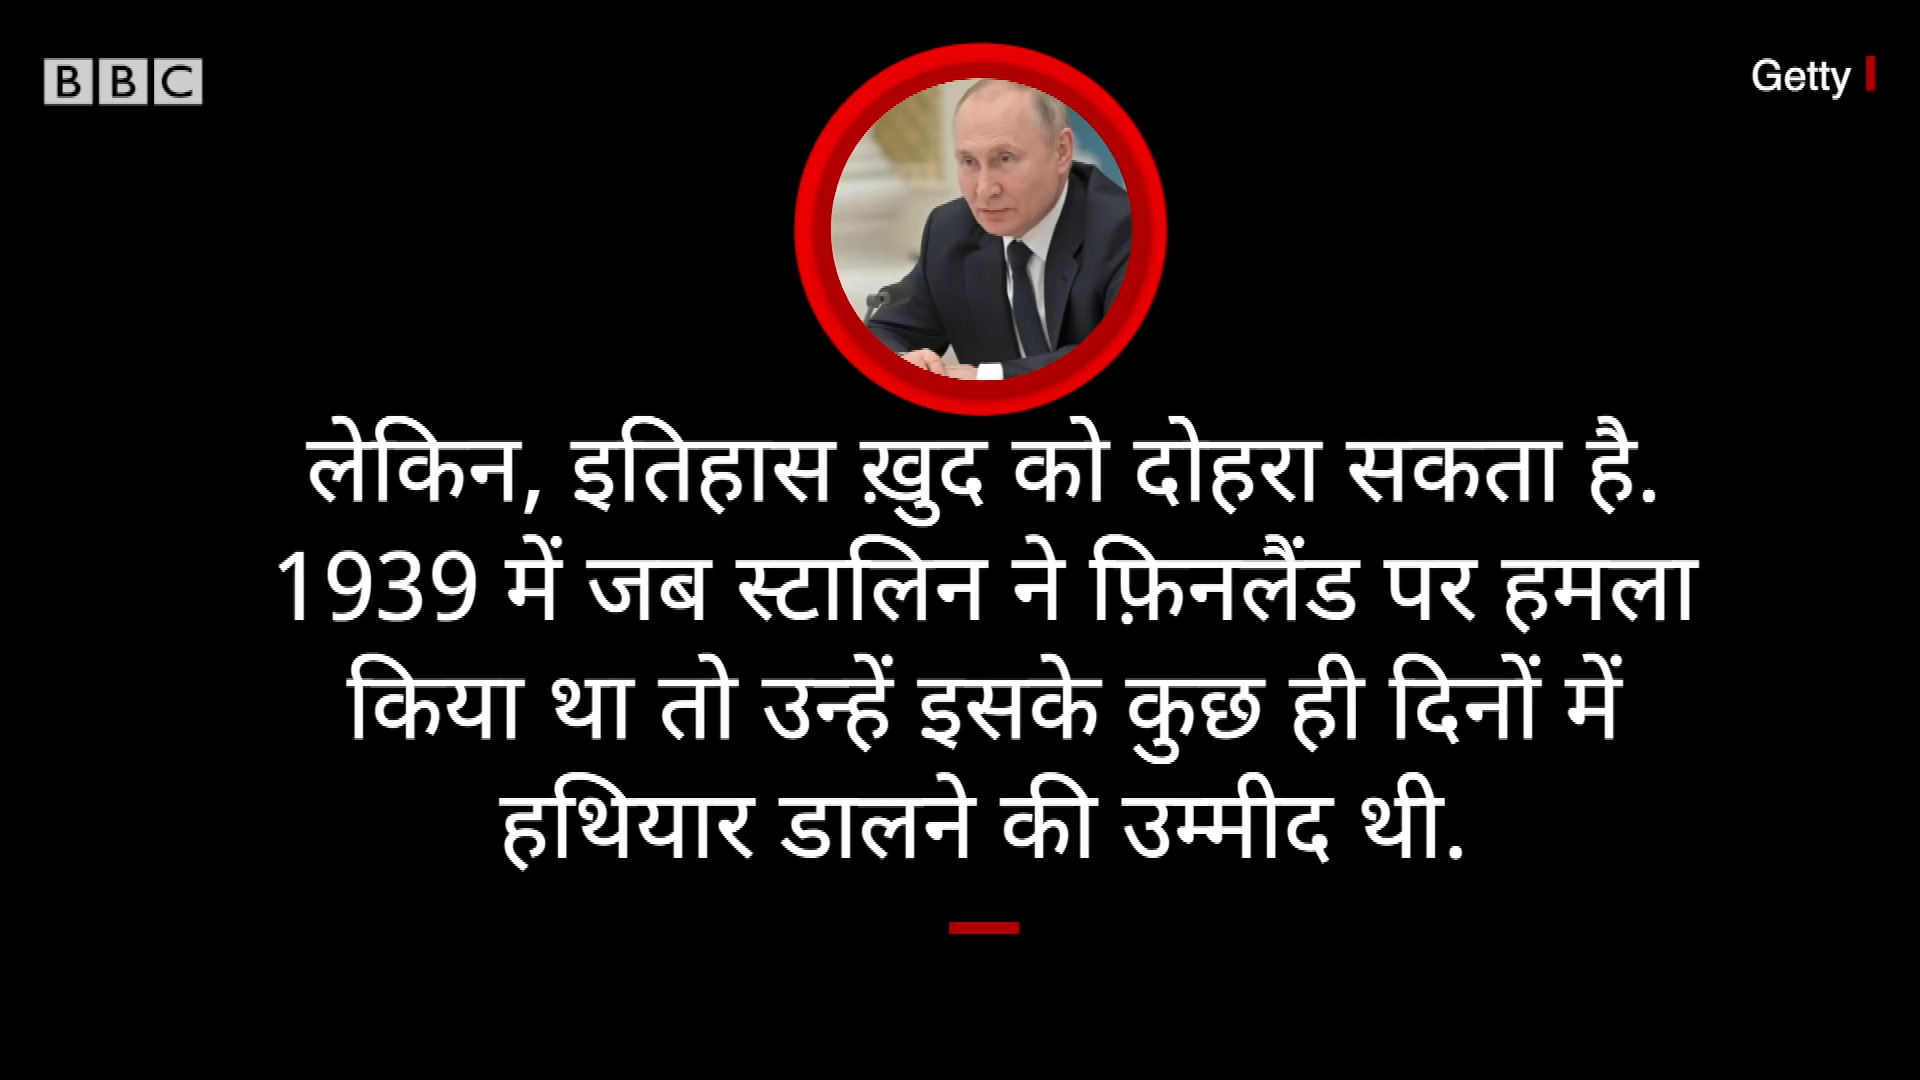 BBC
Getty
लेकिन, इतिहास ख़ुद को दोहरा सकता है.
1939 में जब स्टालिन ने फ़िनलैंड पर हमला
किया था तो उन्हें इसके कुछ ही दिनों में
हथियार डालने की उम्मीद थी.